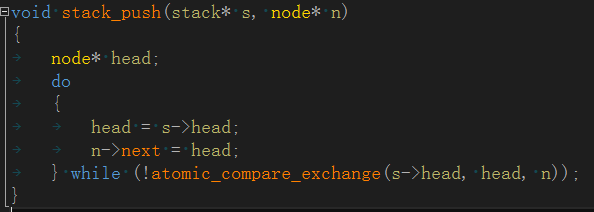 void stack_push(stack* s, node* n)
{
node* head;
do
{
head = s->head;
n->next = head;
} while (!atomic_compare_exchange(s->head, head, n));
}